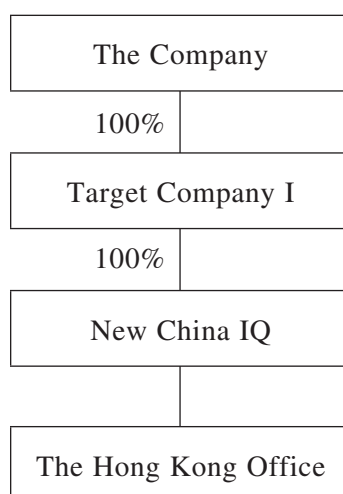 The Company
100%
Target Company I
100%
New China IQ
The Hong Kong Office